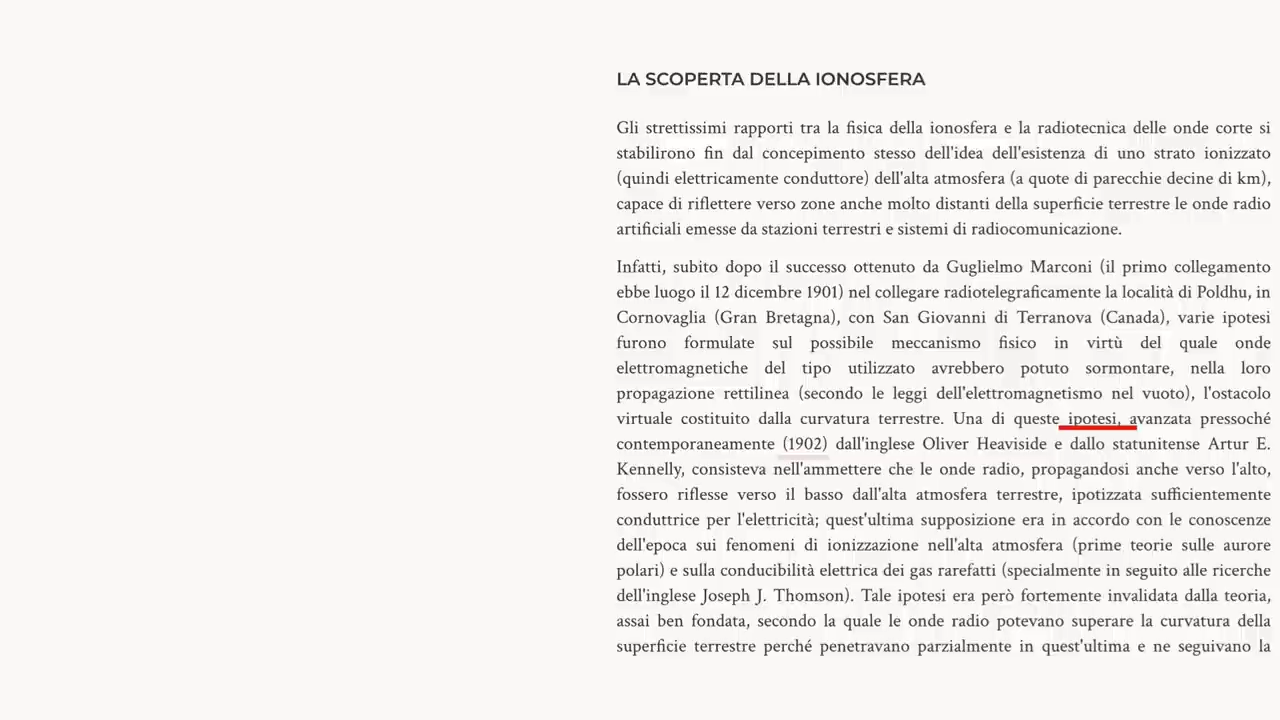 LA SCOPERTA DELLA IONOSFERA
Gli strettissimi rapporti tra la fisica della ionosfera e la radiotecnica delle onde corte si
stabilirono fin dal concepimento stesso dell'idea dell'esistenza di uno strato ionizzato
(quindi elettricamente conduttore) dell'alta atmosfera (a quote di parecchie decine di km),
capace di riflettere verso zone anche molto distanti della superficie terrestre le onde radio
artificiali emesse da stazioni terrestri e sistemi di radiocomunicazione.
Infatti, subito dopo il successo ottenuto da Guglielmo Marconi (il primo collegamento
ebbe luogo il 12 dicembre 1901) nel collegare radiotelegraficamente la località di Poldhu, in
Cornovaglia (Gran Bretagna), con San Giovanni di Terranova (Canada), varie ipotesi
furono formulate sul possibile meccanismo fisico in virtù del quale onde
elettromagnetiche del tipo utilizzato avrebbero potuto sormontare, nella loro
propagazione rettilinea (secondo le leggi dell'elettromagnetismo nel vuoto), l'ostacolo
virtuale costituito dalla curvatura terrestre. Una di queste ipotesi, avanzata pressoché
contemporaneamente (1902) dall'inglese Oliver Heaviside e dallo statunitense Artur E.
Kennelly, consisteva nell'ammettere che le onde radio, propagandosi anche verso l'alto,
fossero riflesse verso il basso dall'alta atmosfera terrestre, ipotizzata sufficientemente
conduttrice per l'elettricità; quest'ultima supposizione era in accordo con le conoscenze
dell'epoca sui fenomeni di ionizzazione nell'alta atmosfera (prime teorie sulle aurore
polari) e sulla conducibilità elettrica dei gas rarefatti (specialmente in seguito alle ricerche
dell'inglese Joseph J. Thomson). Tale ipotesi era però fortemente invalidata dalla teoria,
assai ben fondata, secondo la quale le onde radio potevano superare la curvatura della
superficie terrestre perché penetravano parzialmente in quest'ultima e ne seguivano la